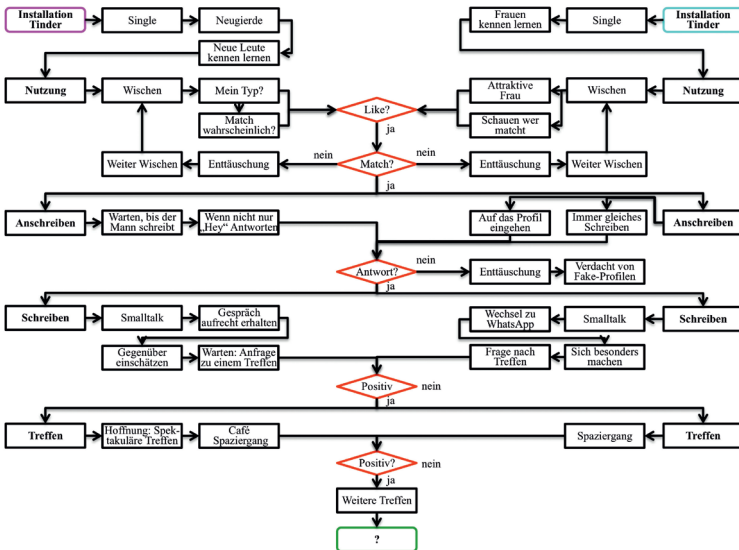 Installation
Tinder
Single
Neugierde
Frauen
kennen lernen
Single
Installation
Tinder
Neue Leute
kennen lernen
Nutzung
Wischen
Mein Typ?
Like?
Attraktive
Frau
Wischen
Nutzung
Match
wahrscheinlich?
Schauen wer
matcht
ja
Weiter Wischen
Enttäuschung
nein
Match?
nein
Enttäuschung
Weiter Wischen
ja
Anschreiben
Warten, bis der
Mann schreibt
Wenn nicht nur
„Hey“ Antworten
Auf das Profil
eingehen
Immer gleiches
Schreiben
Anschreiben
Antwort?
nein
Enttäuschung
Verdacht von
Fake-Profilen
ja
Schreiben
Smalltalk
Gespräch
aufrecht erhalten
Wechsel zu
WhatsApp
Smalltalk
Schreiben
Gegenüber
einschätzen
Warten: Anfrage
zu einem Treffen
Frage nach
Treffen
Sich besonders
machen
Positiv
nein
ja
Treffen
Hoffnung: Spek-
takuläre Treffen
Café
Spaziergang
Spaziergang
Treffen
Positiv?
nein
ja
Weitere Treffen
?